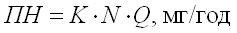 ПН = K · N · Q, мг/год